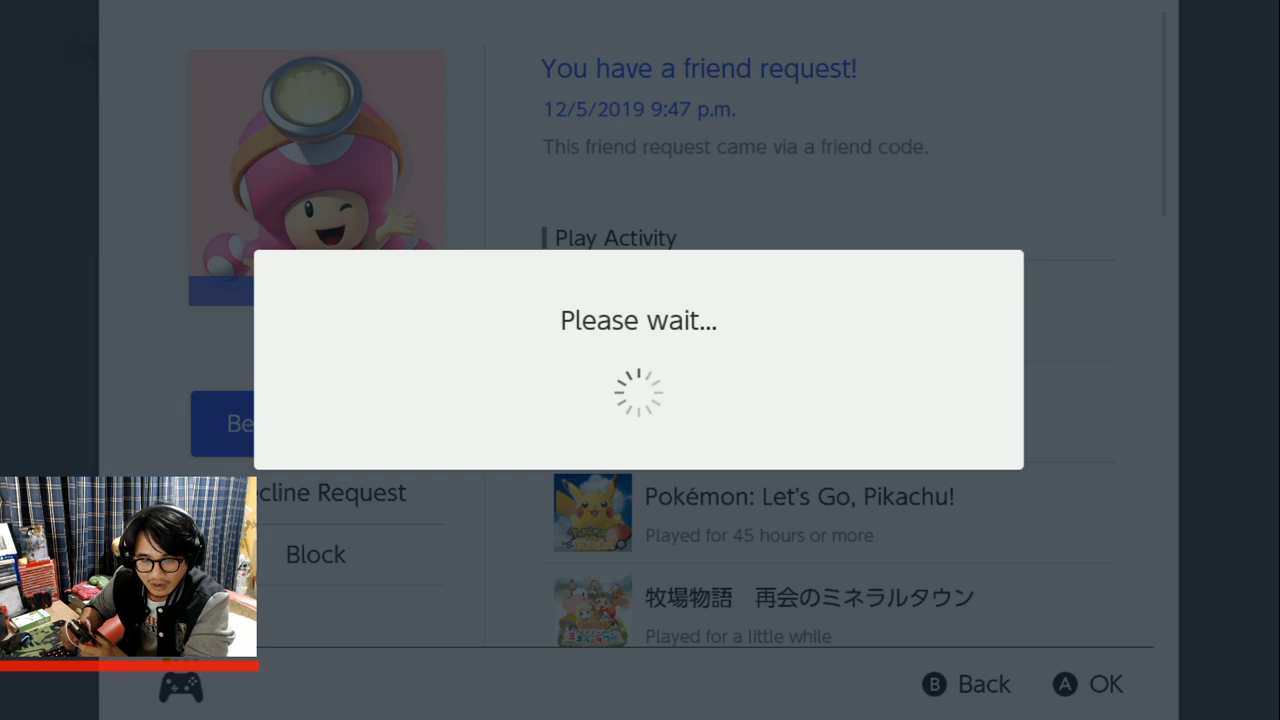 You have a friend request!
12/5/2019 9:47 p.m.
This friend request came via a friend code.
Play Activity
Please wait...
Be
cline Request
Block
Pokémon: Let's Go, Pikachu!
Played for 45 hours or more
牧場物語 再会のミネラルタウン
Played for a little while
B Back
A OK